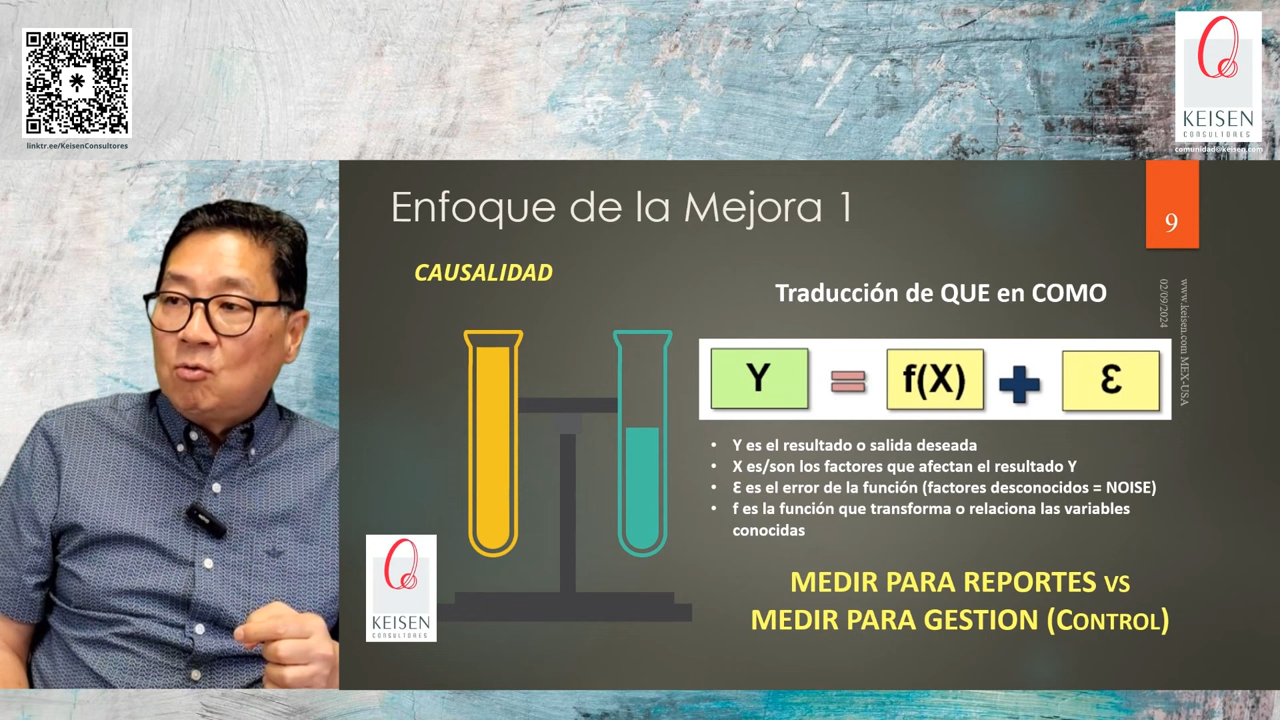 linktr.ee/KeisenConsultores
KEISEN
CONSULTORES
comunidad@keisen.com
Enfoque de la Mejora 1
9
CAUSALIDAD
Traducción de QUE en COMO
www.keisen.com MEX-USA
02/09/2024
Y = f(X) + Ɛ
• Y es el resultado o salida deseada
• X es/son los factores que afectan el resultado Y
• Ɛ es el error de la función (factores desconocidos = NOISE)
• f es la función que transforma o relaciona las variables
conocidas
KEISEN
CONSULTORES
MEDIR PARA REPORTES VS
MEDIR PARA GESTION (CONTROL)